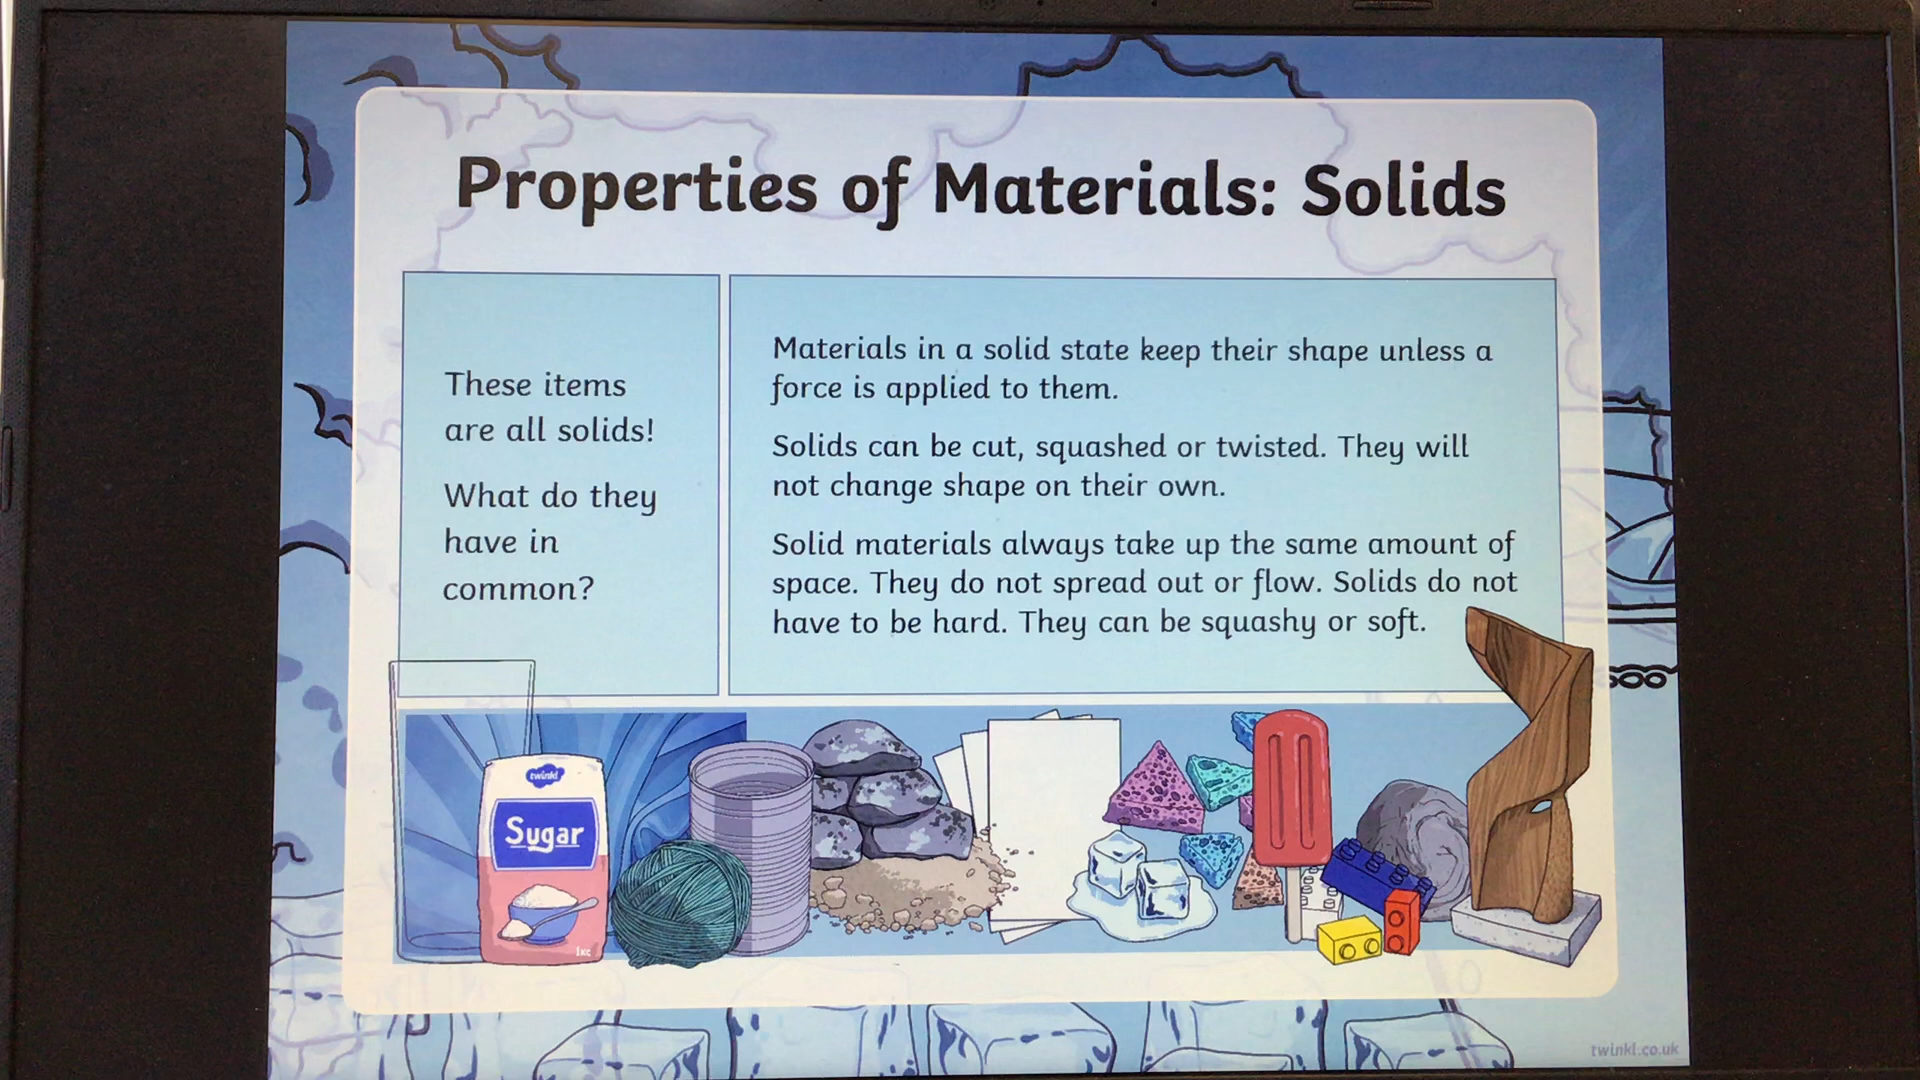 Properties of Materials: Solids
These items
are all solids!
What do they
have in
common?
Materials in a solid state keep their shape unless a
force is applied to them.
Solids can be cut, squashed or twisted. They will
not change shape on their own.
Solid materials always take up the same amount of
space. They do not spread out or flow. Solids do not
have to be hard. They can be squashy or soft.
twinkl
Sugar
1KG
twinkl.co.uk